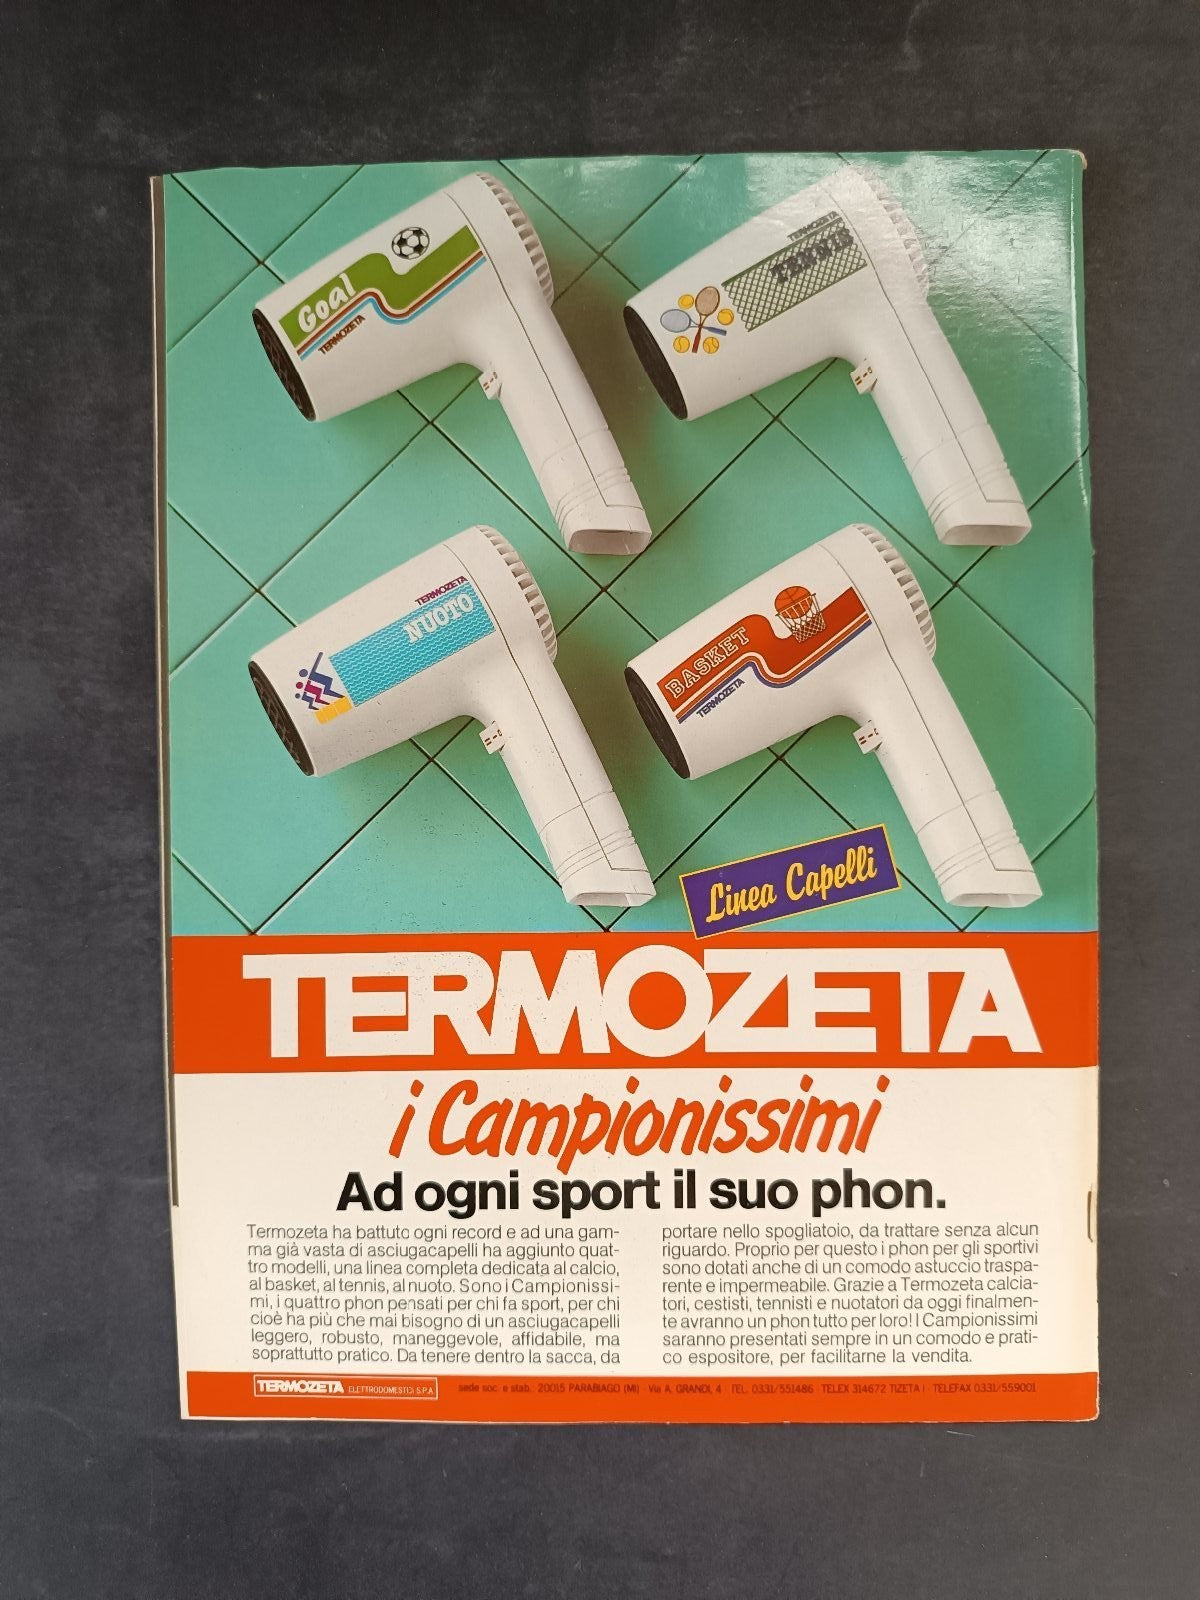 Goal
TERMOZETA
TERMOZETA
TENNIS
TERMOZETA
NUOTO
BASKET
TERMOZETA
Linea Capelli
TERMOZETA
i Campionissimi
Ad ogni sport il suo phon.
Termozeta ha battuto ogni record e ad una gam-
ma già vasta di asciugacapelli ha aggiunto quat-
tro modelli, una linea completa dedicata al calcio,
al basket, al tennis, al nuoto. Sono i Campionissi-
mi, i quattro phon pensati per chi fa sport, per chi
cioè ha più che mai bisogno di un asciugacapelli
leggero, robusto, maneggevole, affidabile, ma
soprattutto pratico. Da tenere dentro la sacca, da
portare nello spogliatoio, da trattare senza alcun
riguardo. Proprio per questo i phon per gli sportivi
sono dotati anche di un comodo astuccio traspa-
rente e impermeabile. Grazie a Termozeta calcia-
tori, cestisti, tennisti e nuotatori da oggi finalmen-
te avranno un phon tutto per loro! I Campionissimi
saranno presentati sempre in un comodo e prati-
co espositore, per facilitarne la vendita.
TERMOZETA ELETTRODOMESTICI S.P.A. sede soc. e stab.: 20015 PARABIAGO (MI) - Via A. GRANDI, 4 - TEL. 0331/551486 - TELEX 314672 TIZETA I - TELEFAX 0331/559001